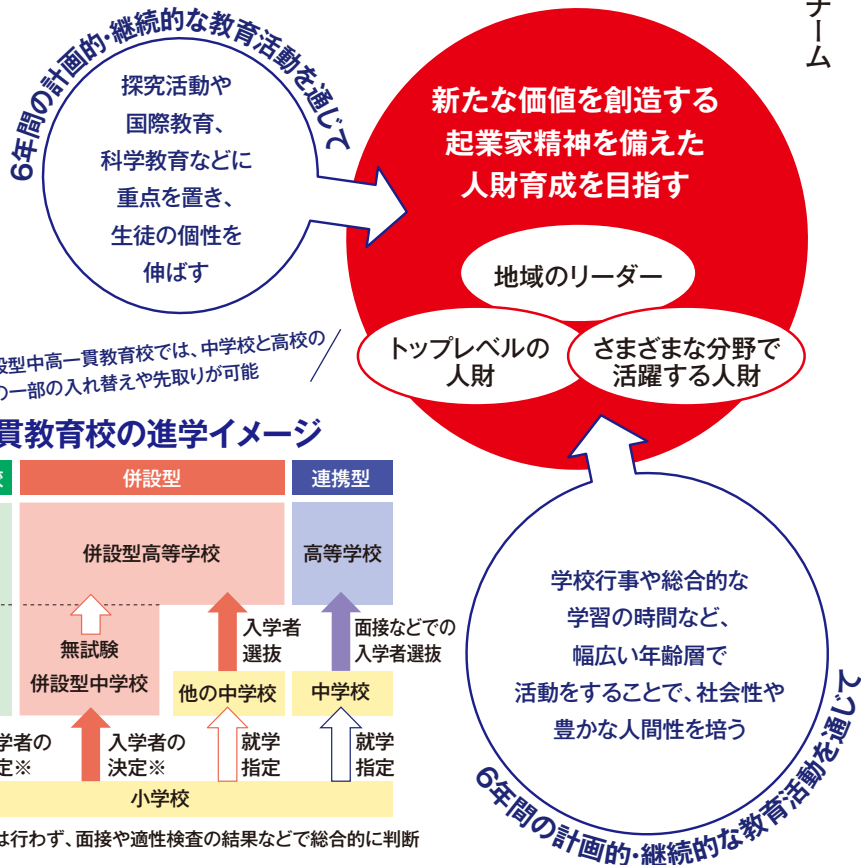 ナーム
6年間の計画的・継続的な教育活動を通じて
探究活動や
国際教育、
科学教育などに
重点を置き、
生徒の個性を
伸ばす
新たな価値を創造する
起業家精神を備えた
人財育成を目指す
地域のリーダー
トップレベルの
人財
さまざまな分野で
活躍する人財
設型中高一貫教育校では、中学校と高校の
の一部の入れ替えや先取りが可能
貫教育校の進学イメージ
校
併設型
連携型
併設型高等学校
高等学校
無試験
入学者
選抜
面接などでの
入学者選抜
併設型中学校
他の中学校
中学校
学者の
定※
入学者の
決定※
就学
指定
就学
指定
小学校
は行わず、面接や適性検査の結果などで総合的に判断
学校行事や総合的な
学習の時間など、
幅広い年齢層で
活動をすることで、社会性や
豊かな人間性を培う
6年間の計画的・継続的な教育活動を通じて